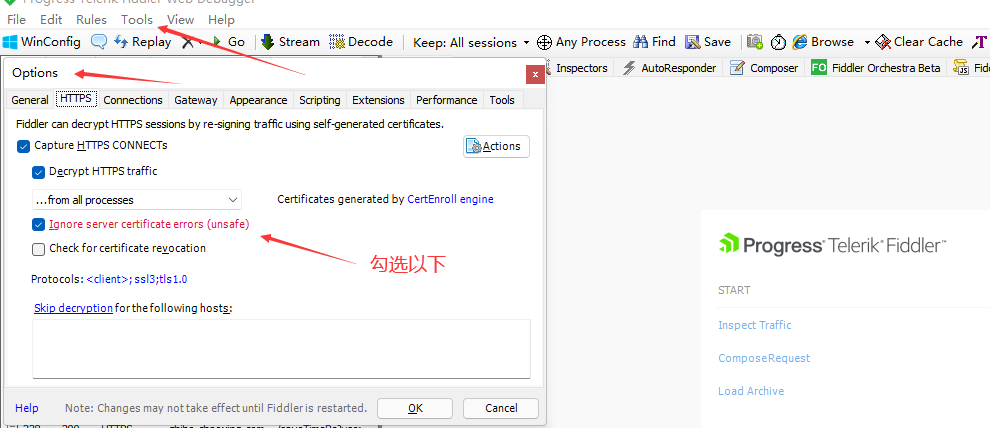 Progress Telerik Fiddler Web Debugger
File Edit Rules Tools View Help
WinConfig Replay Go Stream Decode Keep: All sessions Any Process Find Save Browse Clear Cache T
Options
Inspectors AutoResponder Composer FO Fiddler Orchestra Beta JS
General HTTPS Connections Gateway Appearance Scripting Extensions Performance Tools
Fiddler can decrypt HTTPS sessions by re-signing traffic using self-generated certificates.
Capture HTTPS CONNECTs
Actions
Decrypt HTTPS traffic
...from all processes
Certificates generated by CertEnroll engine
Ignore server certificate errors (unsafe)
Check for certificate revocation
勾选以下
Protocols: <client>;ssl3;tls1.0
Skip decryption for the following hosts:
Help Note: Changes may not take effect until Fiddler is restarted. OK Cancel
Progress® Telerik® Fiddler™
START
Inspect Traffic
Compose Request
Load Archive